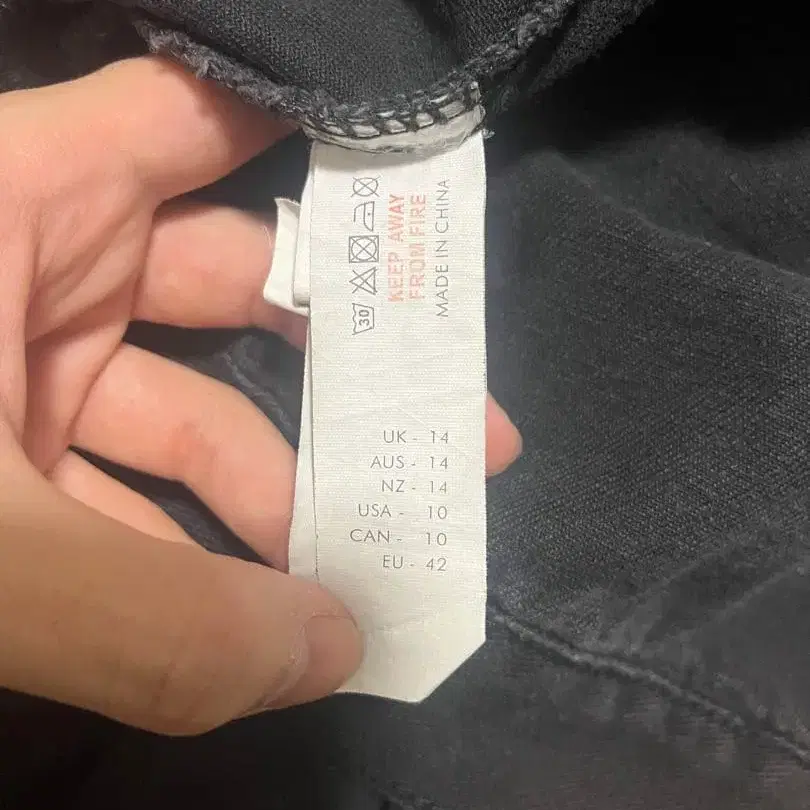 30
KEEP AWAY
FROM FIRE
MADE IN CHINA
UK - 14
AUS - 14
NZ - 14
USA - 10
CAN - 10
EU - 42